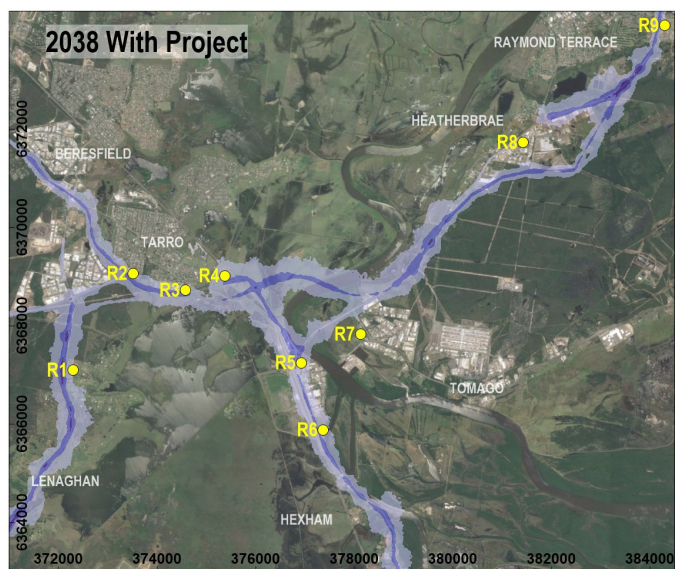 2038 With Project
R9
RAYMOND TERRACE
HEATHERBRAE
R8
BERESFIELD
TARRO
R2
R4
R3
R7
R5
R1
TOMAGO
R6
LENAGHAN
HEXHAM
6372000
6370000
6368000
6366000
6364000
372000 374000 376000 378000 380000 382000 384000